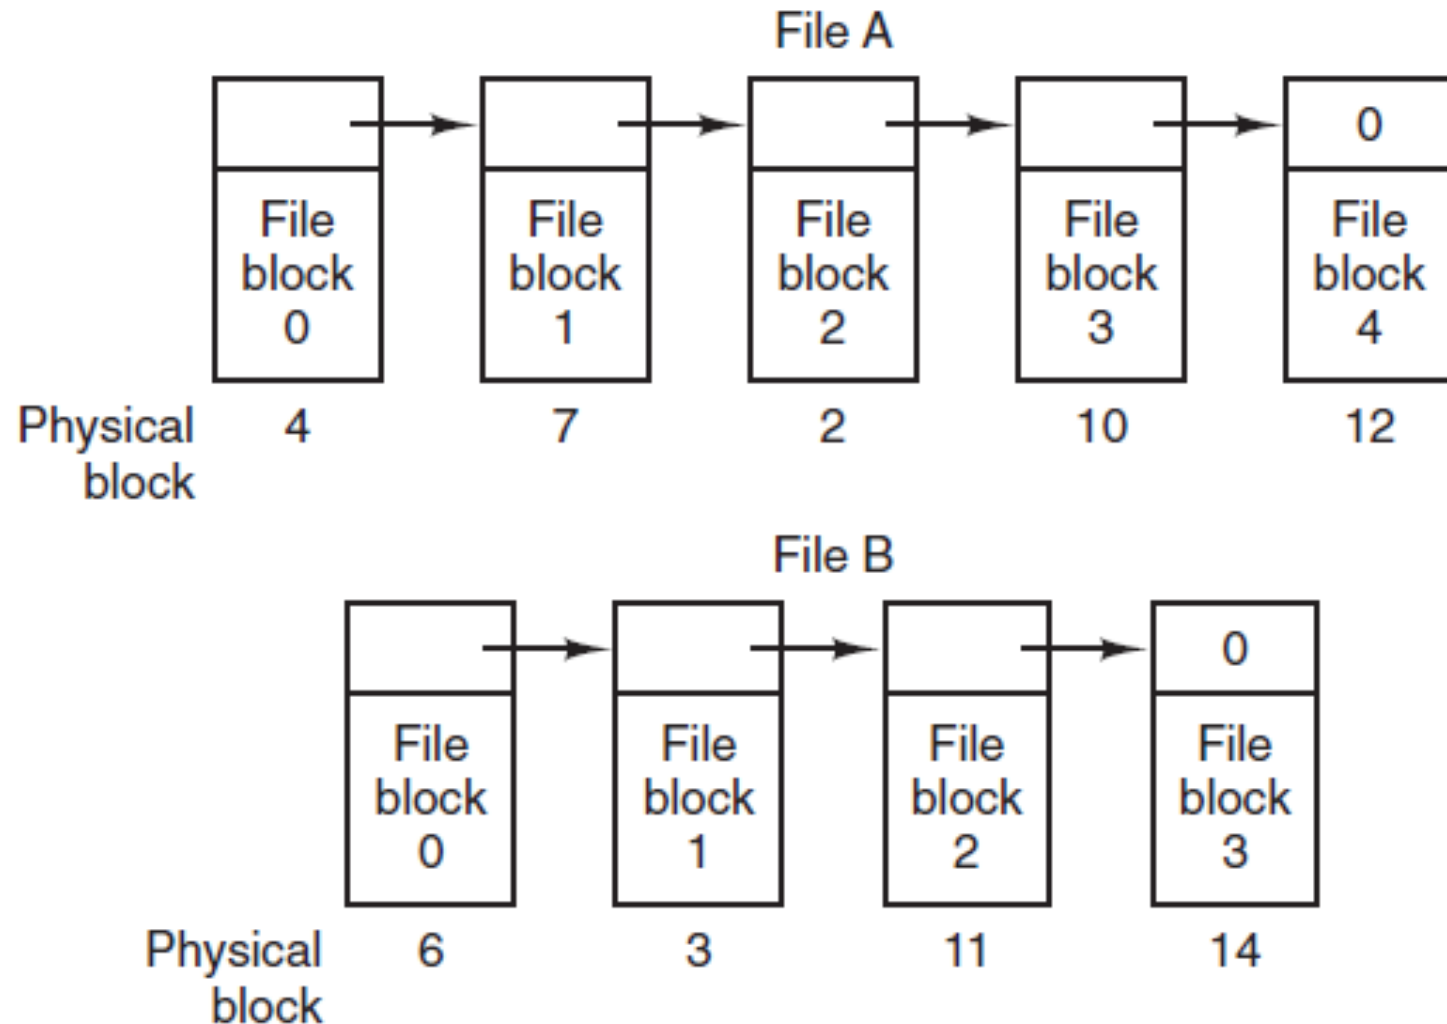 File A
0
File block 0
File block 1
File block 2
File block 3
File block 4
Physical block 4 7 2 10 12
File B
0
File block 0
File block 1
File block 2
File block 3
Physical block 6 3 11 14